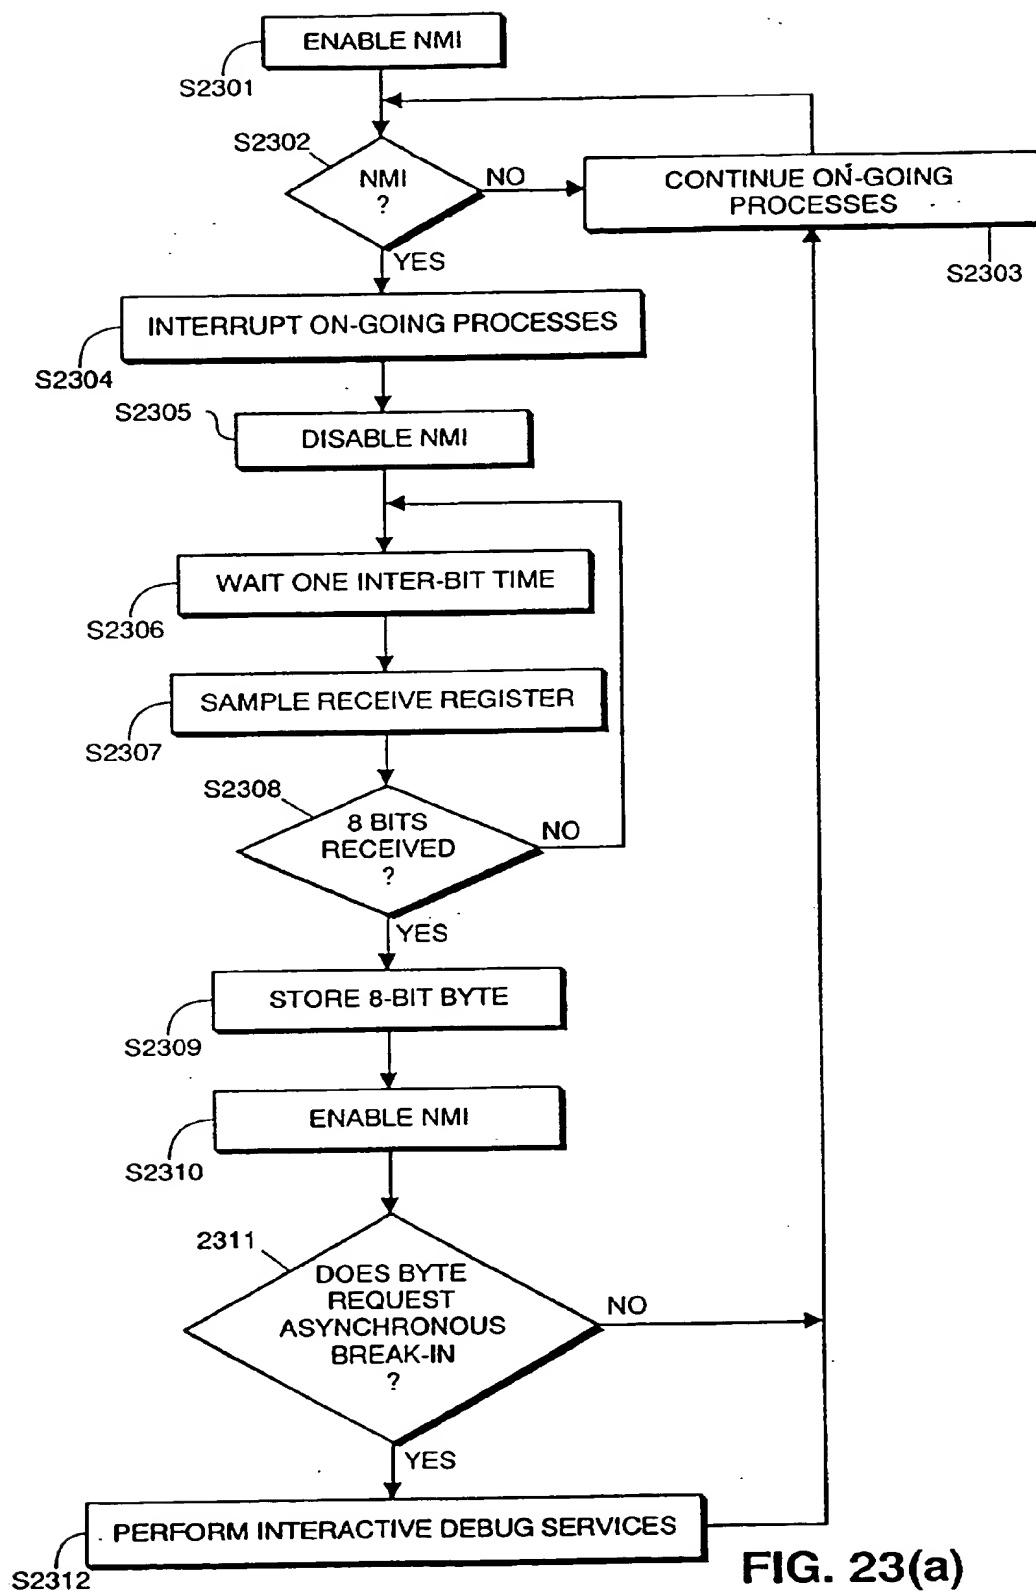 ENABLE NMI
S2301
S2302
NMI
?
NO
YES
CONTINUE ON-GOING
PROCESSES
S2303
INTERRUPT ON-GOING PROCESSES
S2304
S2305
DISABLE NMI
WAIT ONE INTER-BIT TIME
S2306
SAMPLE RECEIVE REGISTER
S2307
S2308
8 BITS
RECEIVED
?
NO
YES
STORE 8-BIT BYTE
S2309
ENABLE NMI
S2310
2311
DOES BYTE
REQUEST
ASYNCHRONOUS
BREAK-IN
?
NO
YES
PERFORM INTERACTIVE DEBUG SERVICES
S2312
FIG. 23(a)